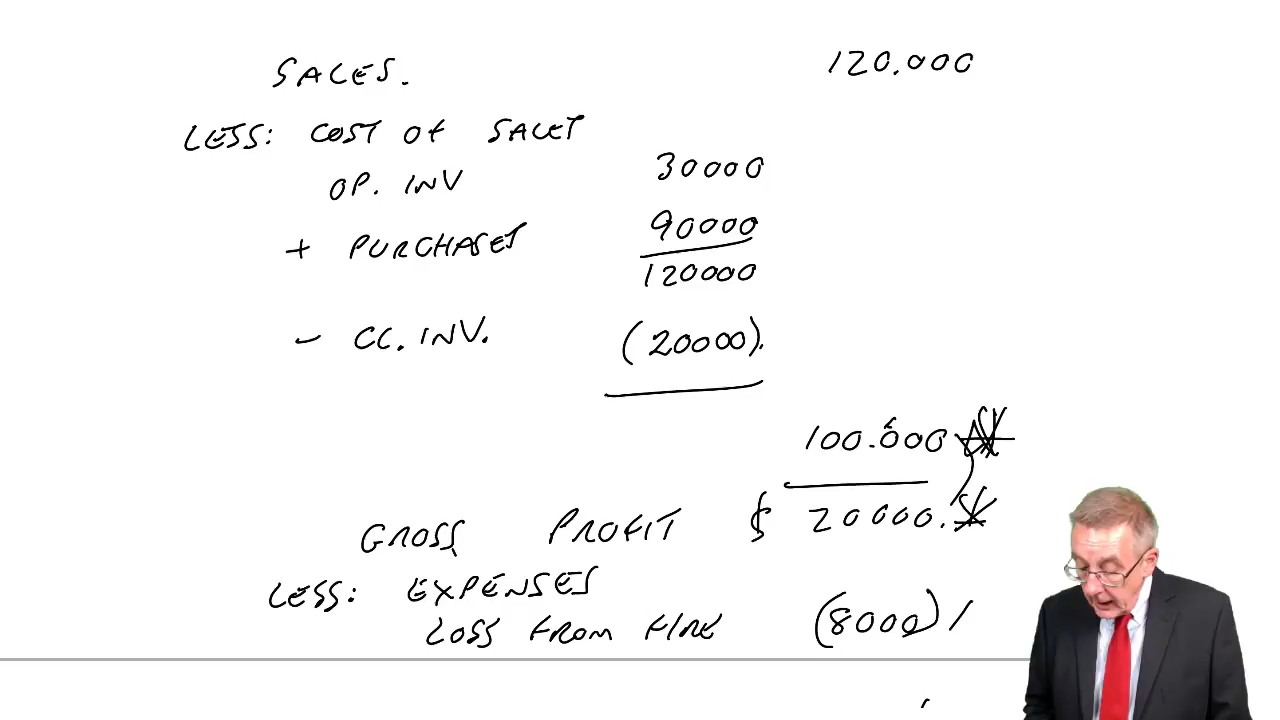 SALES. 120.000
LESS: COST OF SALES
OP. INV 30000
+ PURCHASES 90000
120000
- CL. INV. (20000).
100.000
GROSS PROFIT $ 20000.
LESS: EXPENSES
LOSS FROM FIRE (8000)